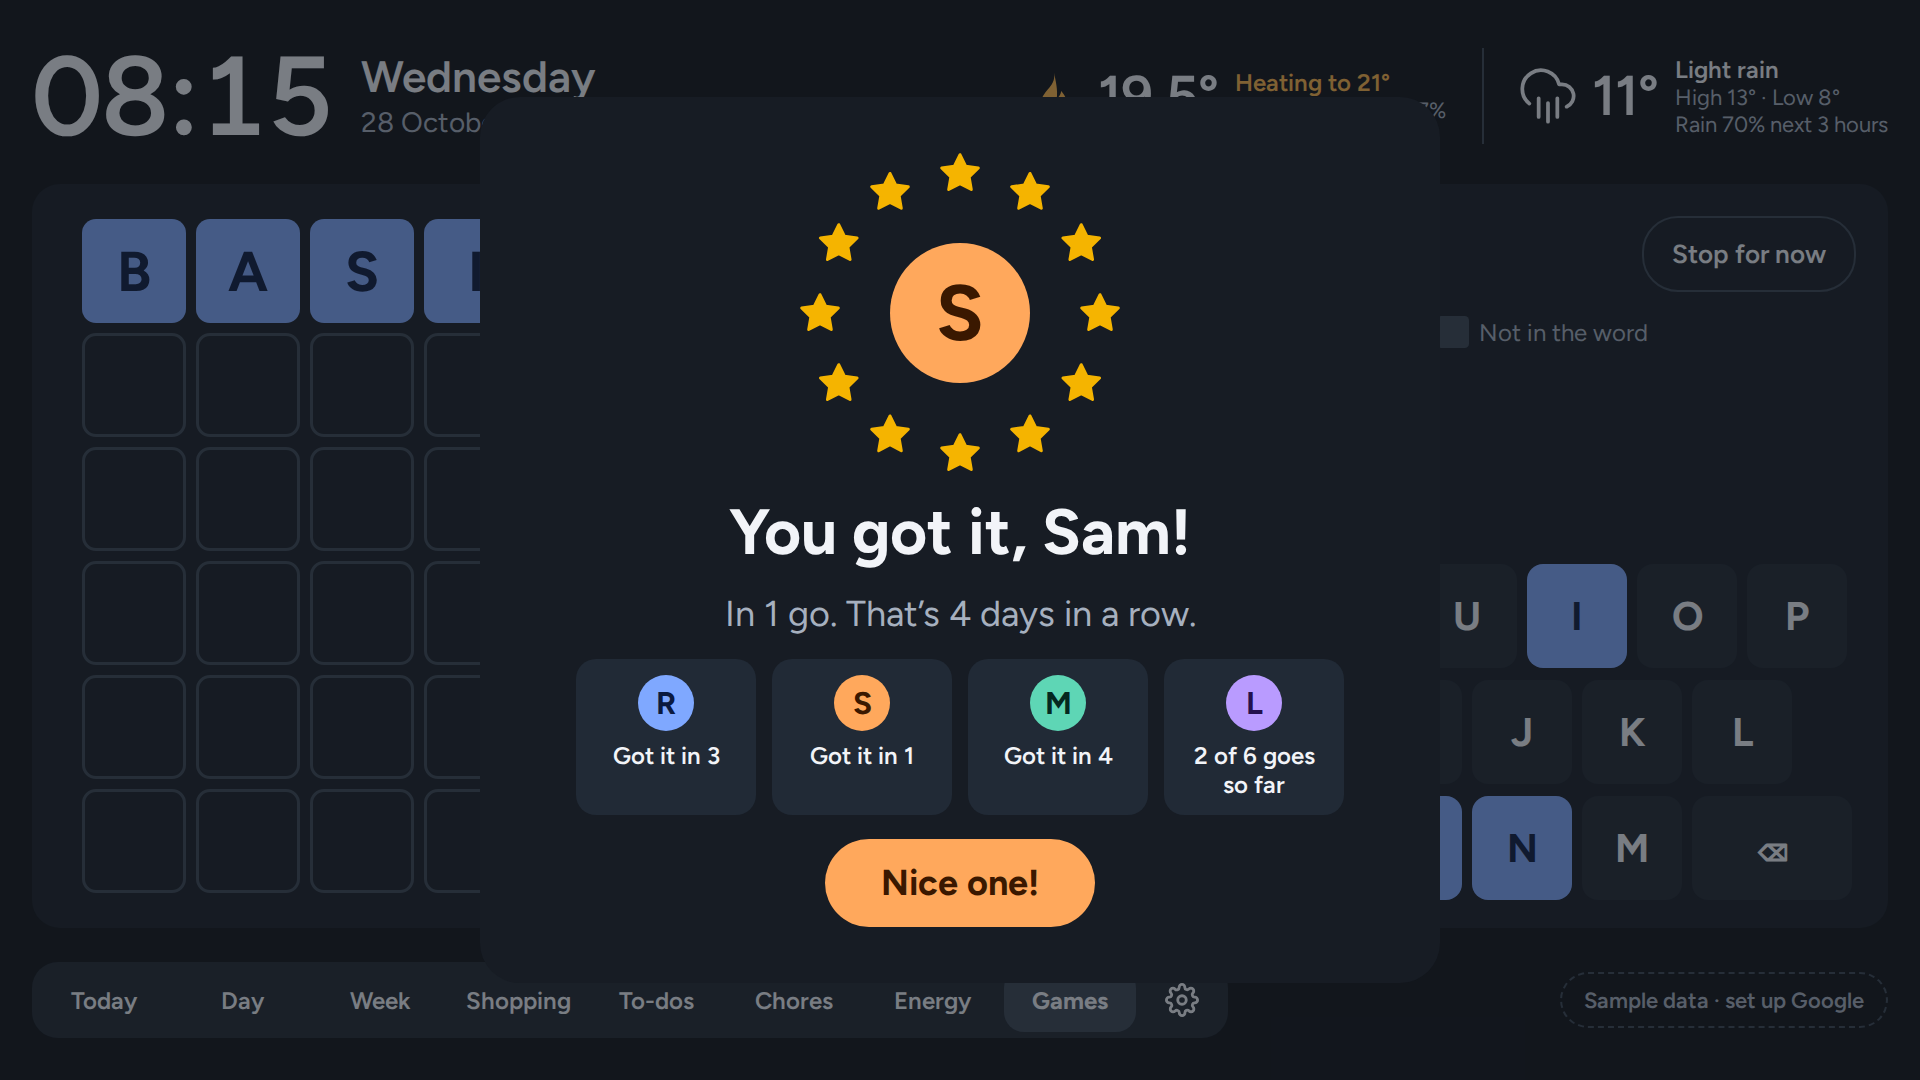 08:15
Wednesday
19.5°
Heating to 21°
11°
Light rain
High 13° · Low 8°
Rain 70% next 3 hours
B A S
S
Stop for now
Not in the word
You got it, Sam!
In 1 go. That’s 4 days in a row.
R S M L
Got it in 3
Got it in 1
Got it in 4
2 of 6 goes
so far
U I O P
J K L
N M
Nice one!
Today Day Week Shopping To-dos Chores Energy Games
Sample data · set up Google